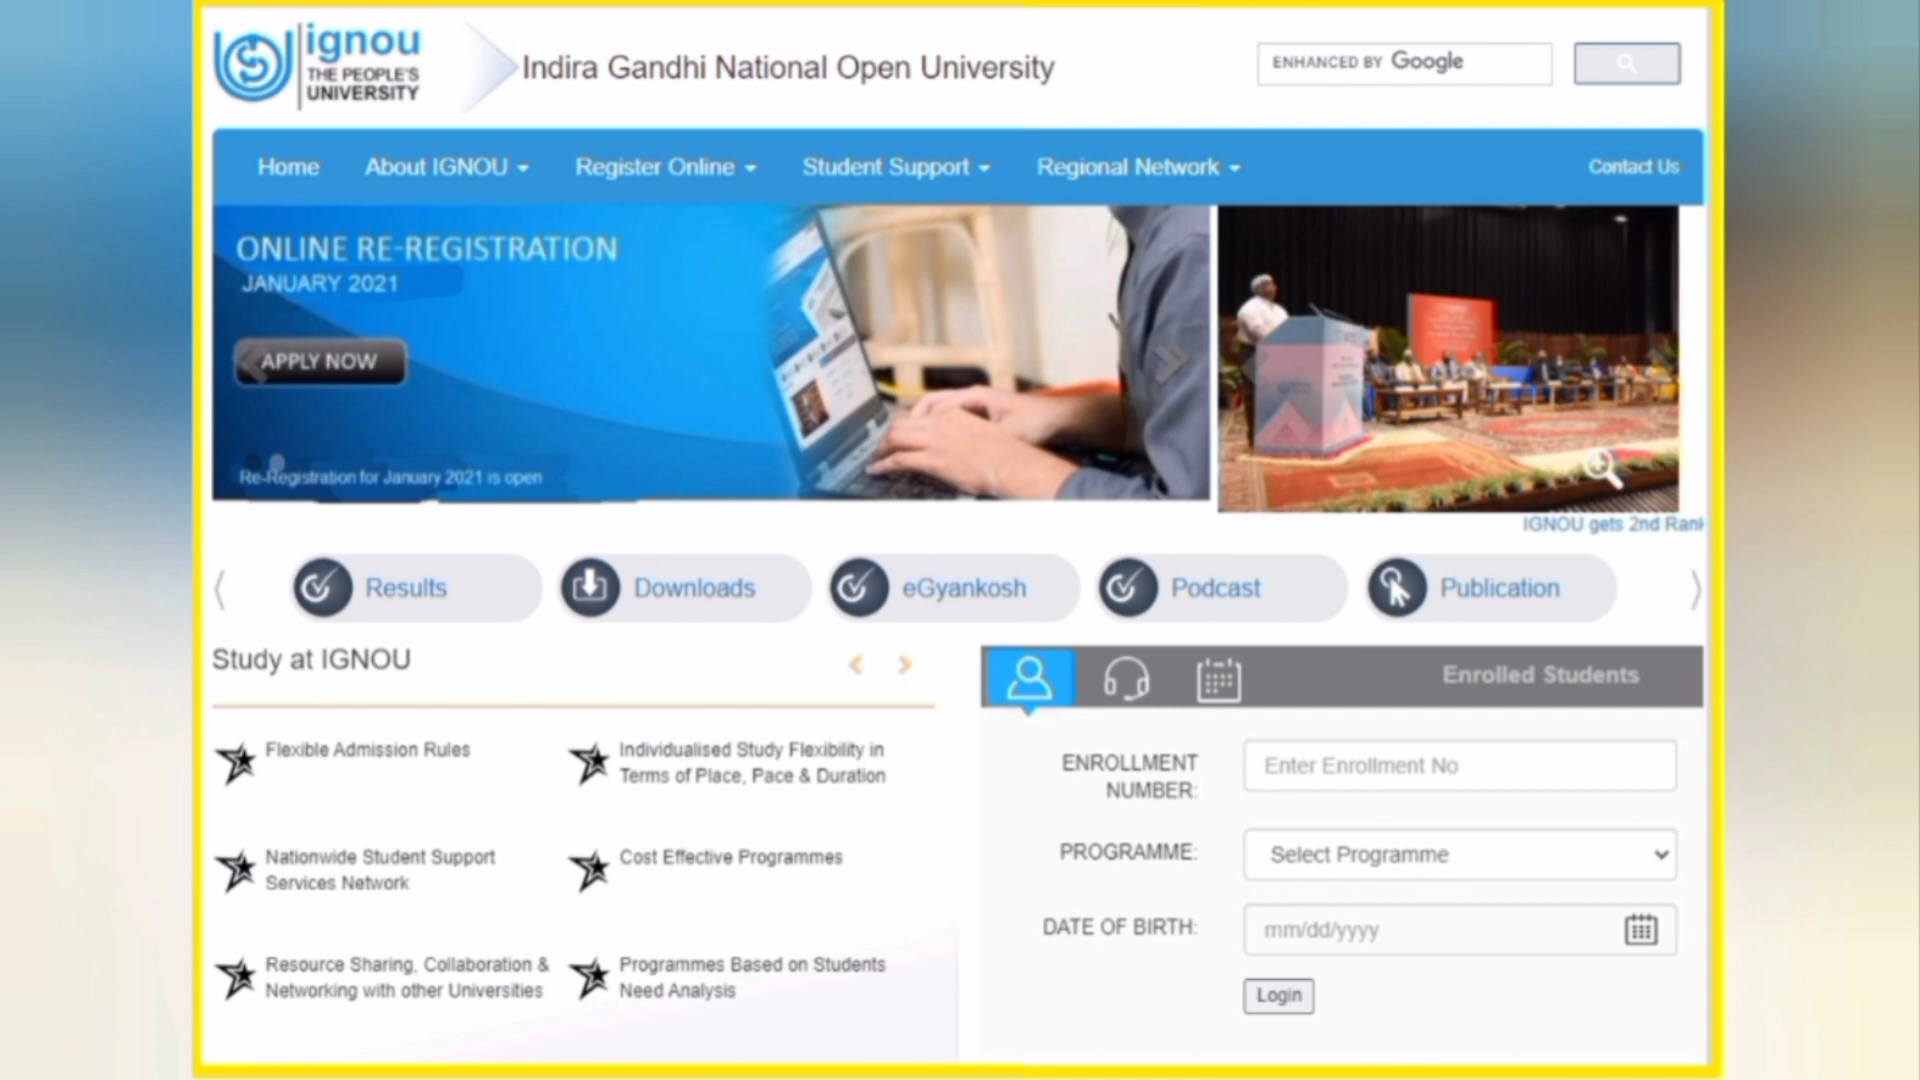 ignou
THE PEOPLE'S
UNIVERSITY
Indira Gandhi National Open University
ENHANCED BY Google
Home
About IGNOU
Register Online
Student Support
Regional Network
Contact Us
ONLINE RE-REGISTRATION
JANUARY 2021
APPLY NOW
Re-Registration for January 2021 is open
IGNOU gets 2nd Rank
Results
Downloads
eGyankosh
Podcast
Publication
Study at IGNOU
Enrolled Students
Flexible Admission Rules
Individualised Study Flexibility in
Terms of Place, Pace & Duration
Nationwide Student Support
Services Network
Cost Effective Programmes
Resource Sharing, Collaboration &
Networking with other Universities
Programmes Based on Students
Need Analysis
ENROLLMENT
NUMBER:
Enter Enrollment No
PROGRAMME:
Select Programme
DATE OF BIRTH:
mm/dd/yyyy
Login